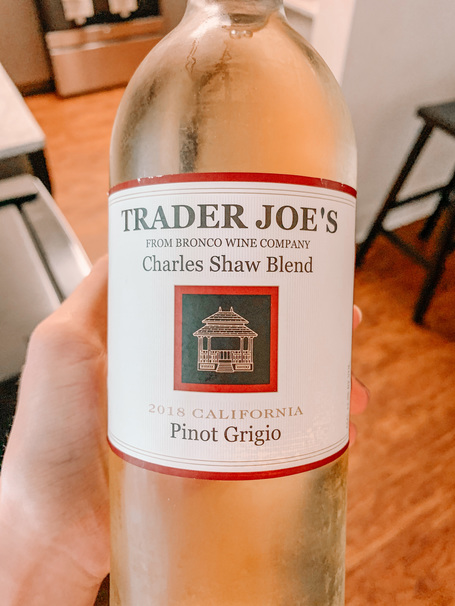 TRADER JOE'S
FROM BRONCO WINE COMPANY
Charles Shaw Blend
2018 CALIFORNIA
Pinot Grigio